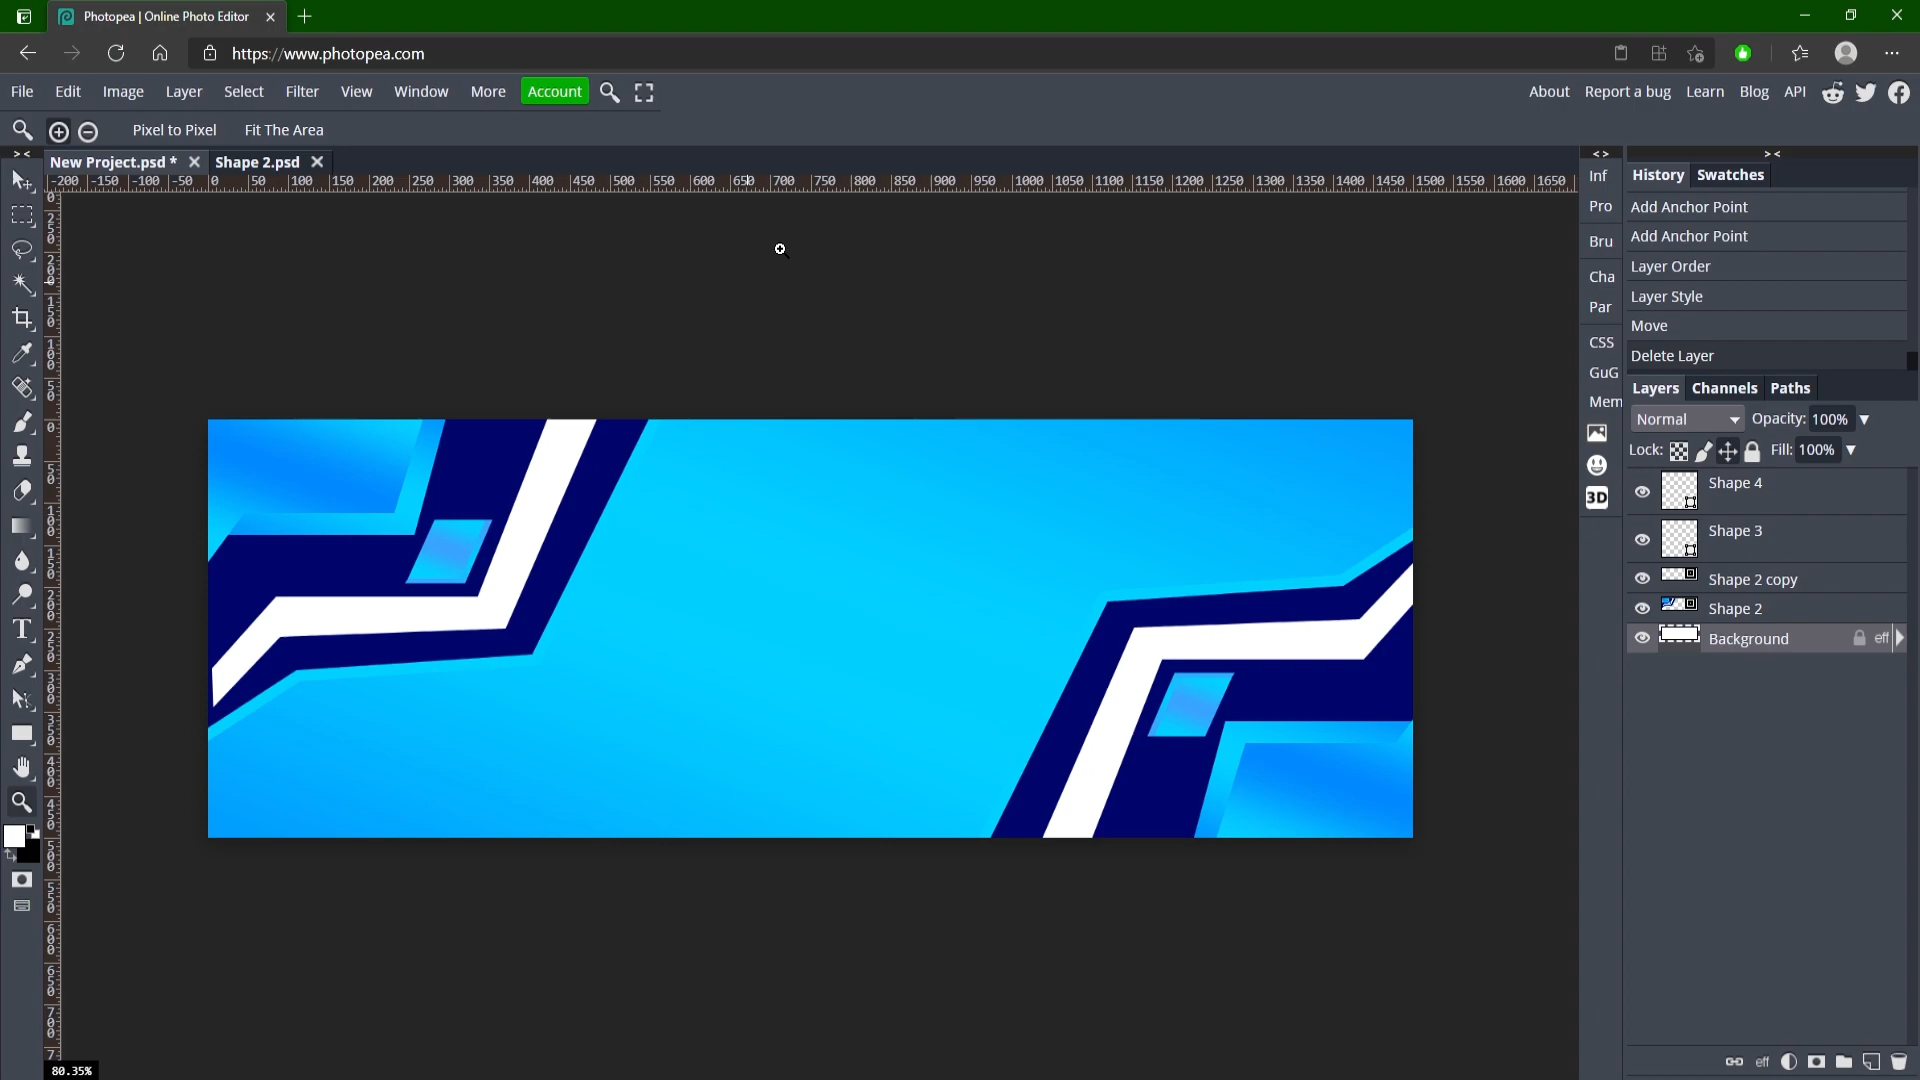 Photopea | Online Photo Editor
https://www.photopea.com
File Edit Image Layer Select Filter View Window More Account
About Report a bug Learn Blog API
Pixel to Pixel Fit The Area
New Project.psd * Shape 2.psd
-200 -150 -100 -50 0 50 100 150 200 250 300 350 400 450 500 550 600 650 700 750 800 850 900 950 1000 1050 1100 1150 1200 1250 1300 1350 1400 1450 1500 1550 1600 1650
Inf
Pro
Bru
Cha
Par
CSS
GuG
Mem
3D
History Swatches
Add Anchor Point
Add Anchor Point
Layer Order
Layer Style
Move
Delete Layer
Layers Channels Paths
Normal Opacity: 100%
Lock: Fill: 100%
Shape 4
Shape 3
Shape 2 copy
Shape 2
Background eff
eff
80.35%